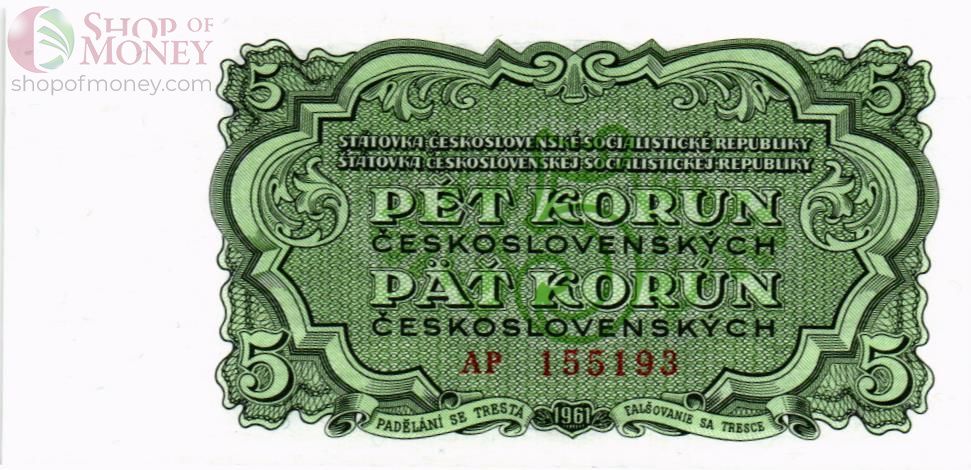 SHOP OF
MONEY
shopofmoney.com
5 5
STÁTOVKA ČESKOSLOVENSKÉ SOCIALISTICKÉ REPUBLIKY
ŠTÁTOVKA ČESKOSLOVENSKEJ SOCIALISTICKEJ REPUBLIKY
PĚT KORUN
ČESKOSLOVENSKÝCH
PÄŤ KORÚN
ČESKOSLOVENSKÝCH
AP 155193
5 5
PADĚLÁNÍ SE TRESTÁ 1961 FALŠOVANIE SA TRESCE